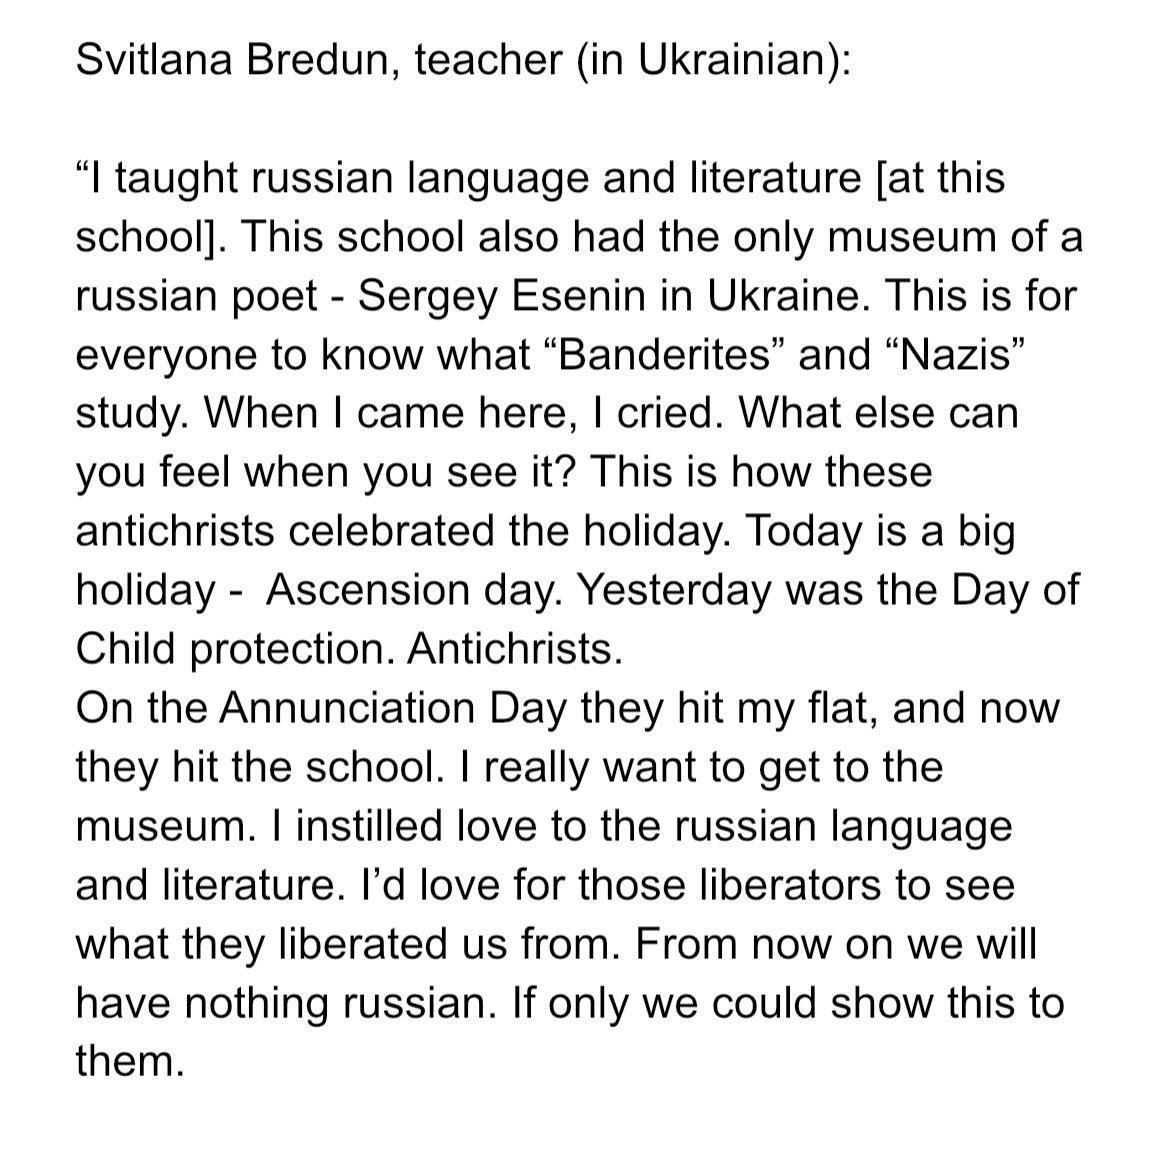 Svitlana Bredun, teacher (in Ukrainian):
“I taught russian language and literature [at this
school]. This school also had the only museum of a
russian poet - Sergey Esenin in Ukraine. This is for
everyone to know what “Banderites” and “Nazis”
study. When I came here, I cried. What else can
you feel when you see it? This is how these
antichrists celebrated the holiday. Today is a big
holiday -  Ascension day. Yesterday was the Day of
Child protection. Antichrists.
On the Annunciation Day they hit my flat, and now
they hit the school. I really want to get to the
museum. I instilled love to the russian language
and literature. I’d love for those liberators to see
what they liberated us from. From now on we will
have nothing russian. If only we could show this to
them.